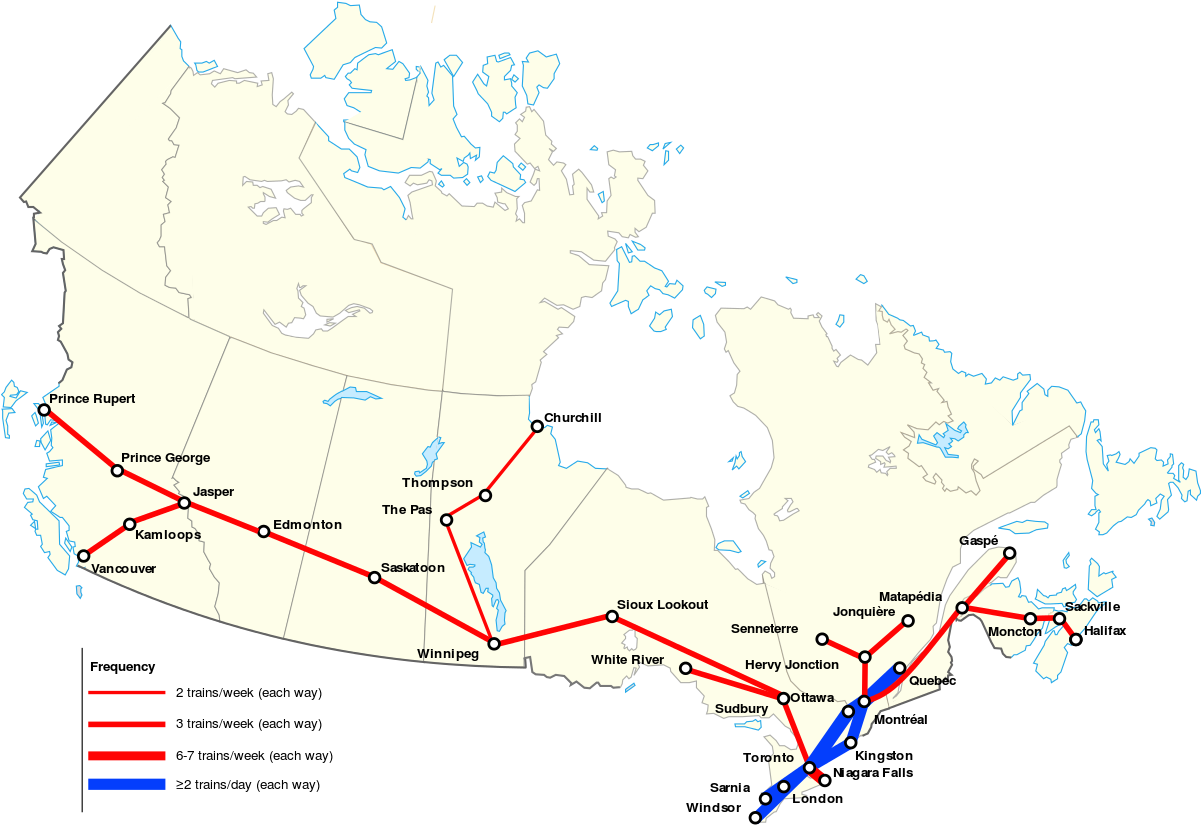 Prince Rupert
Churchill
Prince George
Thompson
Jasper
The Pas
Edmonton
Kamloops
Gaspé
Vancouver
Saskatoon
Matapédia
Sioux Lookout
Sackville
Jonquière
Senneterre
Moncton
Halifax
Winnipeg
White River
Hervy Jonction
Quebec
Ottawa
Sudbury
Montréal
Toronto
Kingston
Niagara Falls
Sarnia
London
Windsor
Frequency
2 trains/week (each way)
3 trains/week (each way)
6-7 trains/week (each way)
≥2 trains/day (each way)